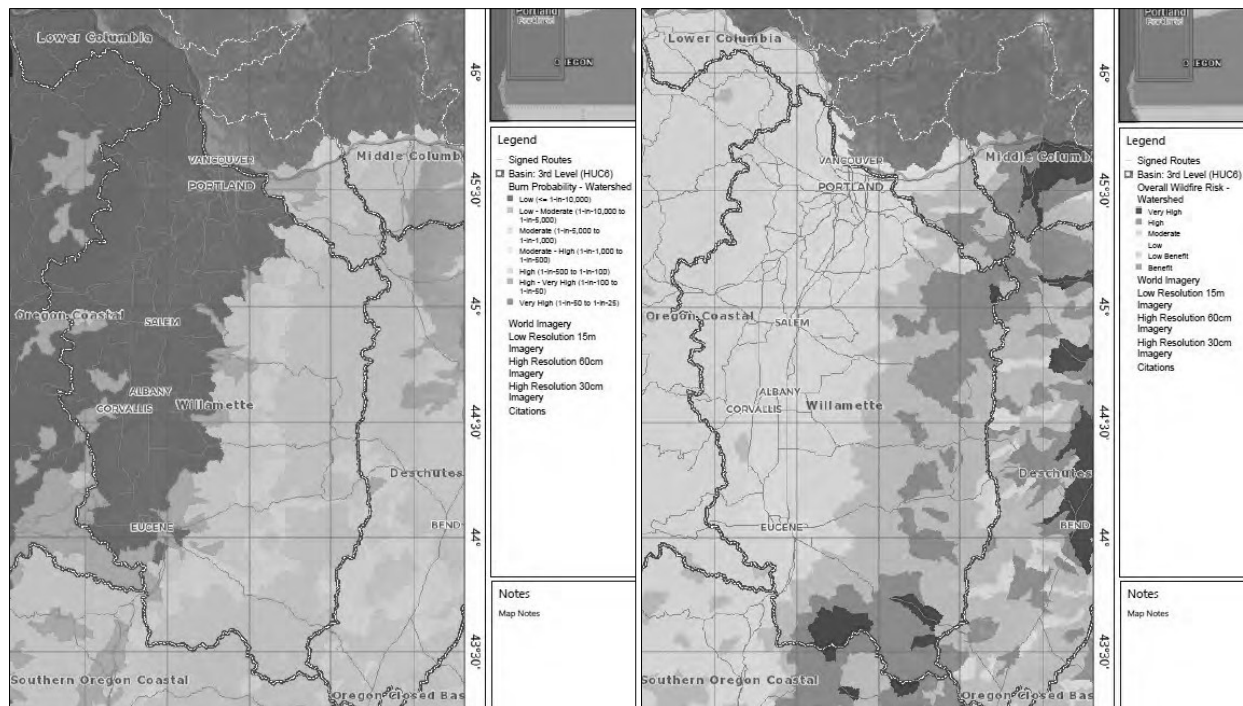 Lower Columbia
VANCOUVER
PORTLAND
Middle Columb
Oregon Coastal
SALEM
ALBANY
CORVALLIS
Willamette
Deschutes
EUGENE
BEND
Southern Oregon Coastal
Oregon Closed Bas
46°
45°30'
45°
44°30'
44°
43°30'
Portland
OREGON
Legend
Signed Routes
Basin: 3rd Level (HUC6)
Burn Probability - Watershed
Low (<= 1-in-10,000)
Low - Moderate (1-in-10,000 to
1-in-5,000)
Moderate (1-in-5,000 to
1-in-1,000)
Moderate - High (1-in-1,000 to
1-in-500)
High (1-in-500 to 1-in-100)
High - Very High (1-in-100 to
1-in-50)
Very High (1-in-50 to 1-in-25)
World Imagery
Low Resolution 15m
Imagery
High Resolution 60cm
Imagery
High Resolution 30cm
Imagery
Citations
Notes
Map Notes
Lower Columbia
VANCOUVER
PORTLAND
Middle Columb
Oregon Coastal
SALEM
ALBANY
CORVALLIS
Willamette
Deschutes
EUGENE
BEND
Southern Oregon Coastal
Oregon Closed Bas
46°
45°30'
45°
44°30'
44°
43°30'
Portland
OREGON
Legend
Signed Routes
Basin: 3rd Level (HUC6)
Overall Wildfire Risk -
Watershed
Very High
High
Moderate
Low
Low Benefit
Benefit
World Imagery
Low Resolution 15m
Imagery
High Resolution 60cm
Imagery
High Resolution 30cm
Imagery
Citations
Notes
Map Notes